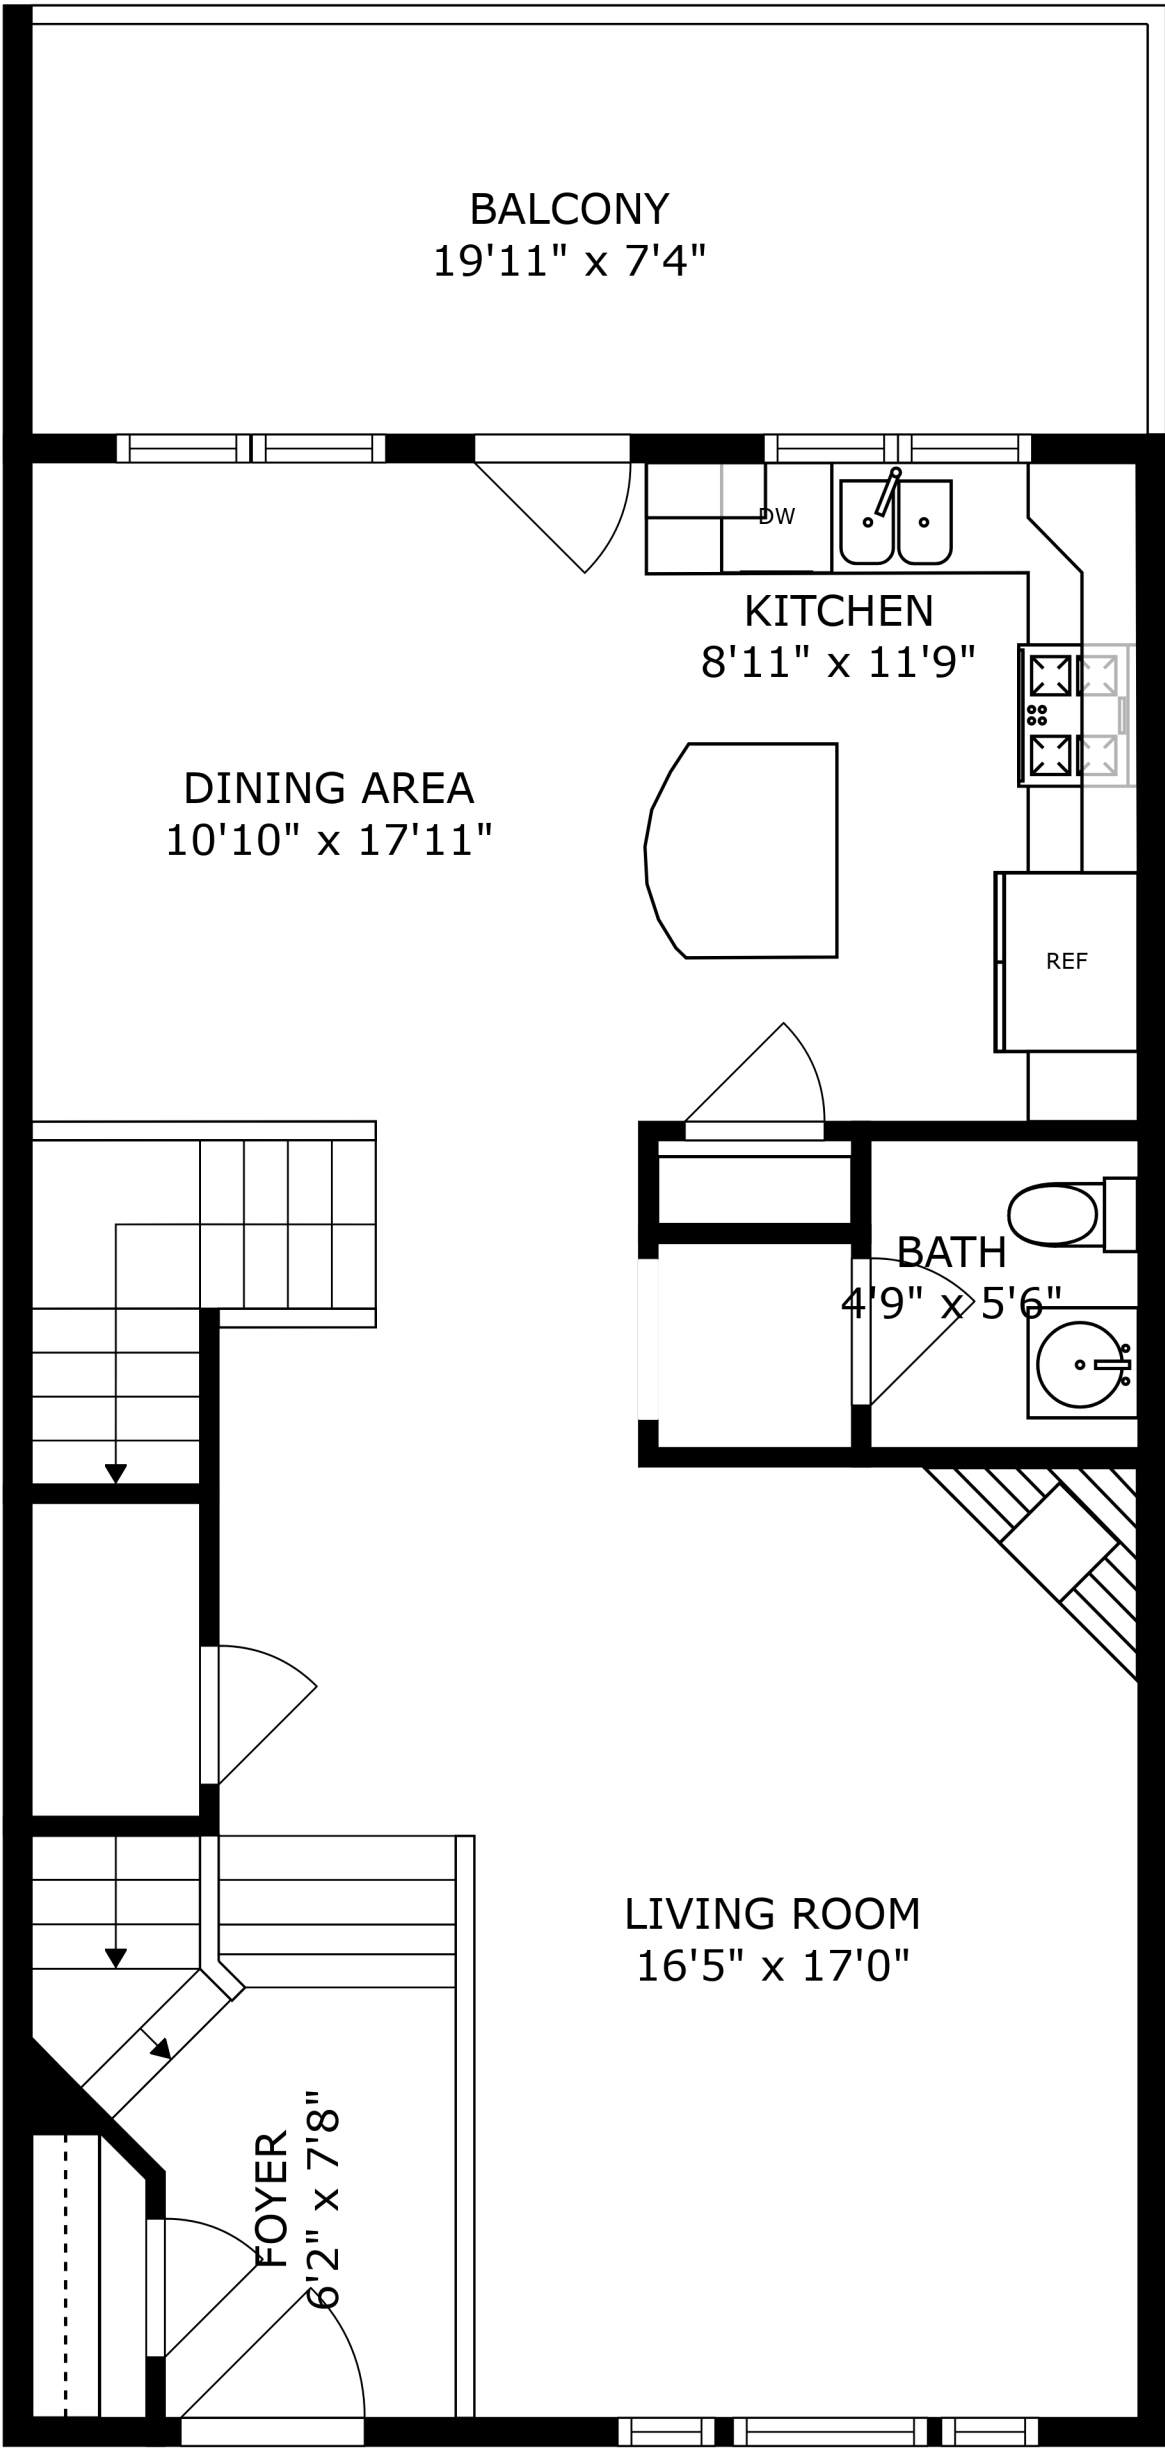 BALCONY
19'11" x 7'4"
DW
KITCHEN
8'11" x 11'9"
DINING AREA
10'10" x 17'11"
REF
BATH
4'9" x 5'6"
LIVING ROOM
16'5" x 17'0"
FOYER
6'2" x 7'8"